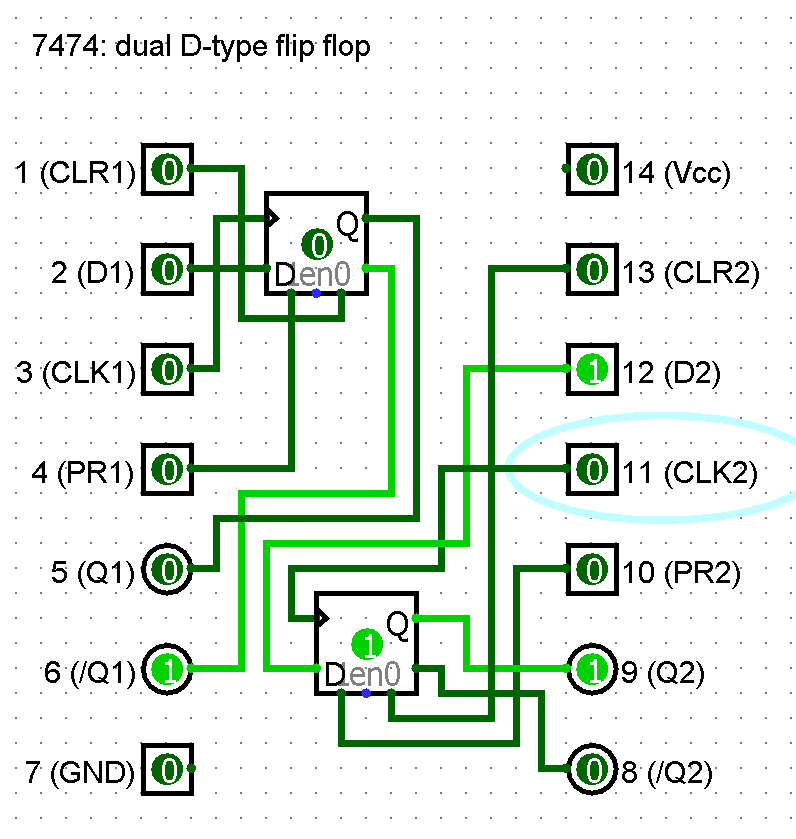 7474: dual D-type flip flop
1 (CLR1) 0
0 14 (Vcc)
Q
0
2 (D1) 0
D 1en0
0 13 (CLR2)
3 (CLK1) 0
1 12 (D2)
4 (PR1) 0
0 11 (CLK2)
5 (Q1) 0
0 10 (PR2)
Q
1
6 (/Q1) 1
D 1en0
1 9 (Q2)
7 (GND) 0
0 8 (/Q2)